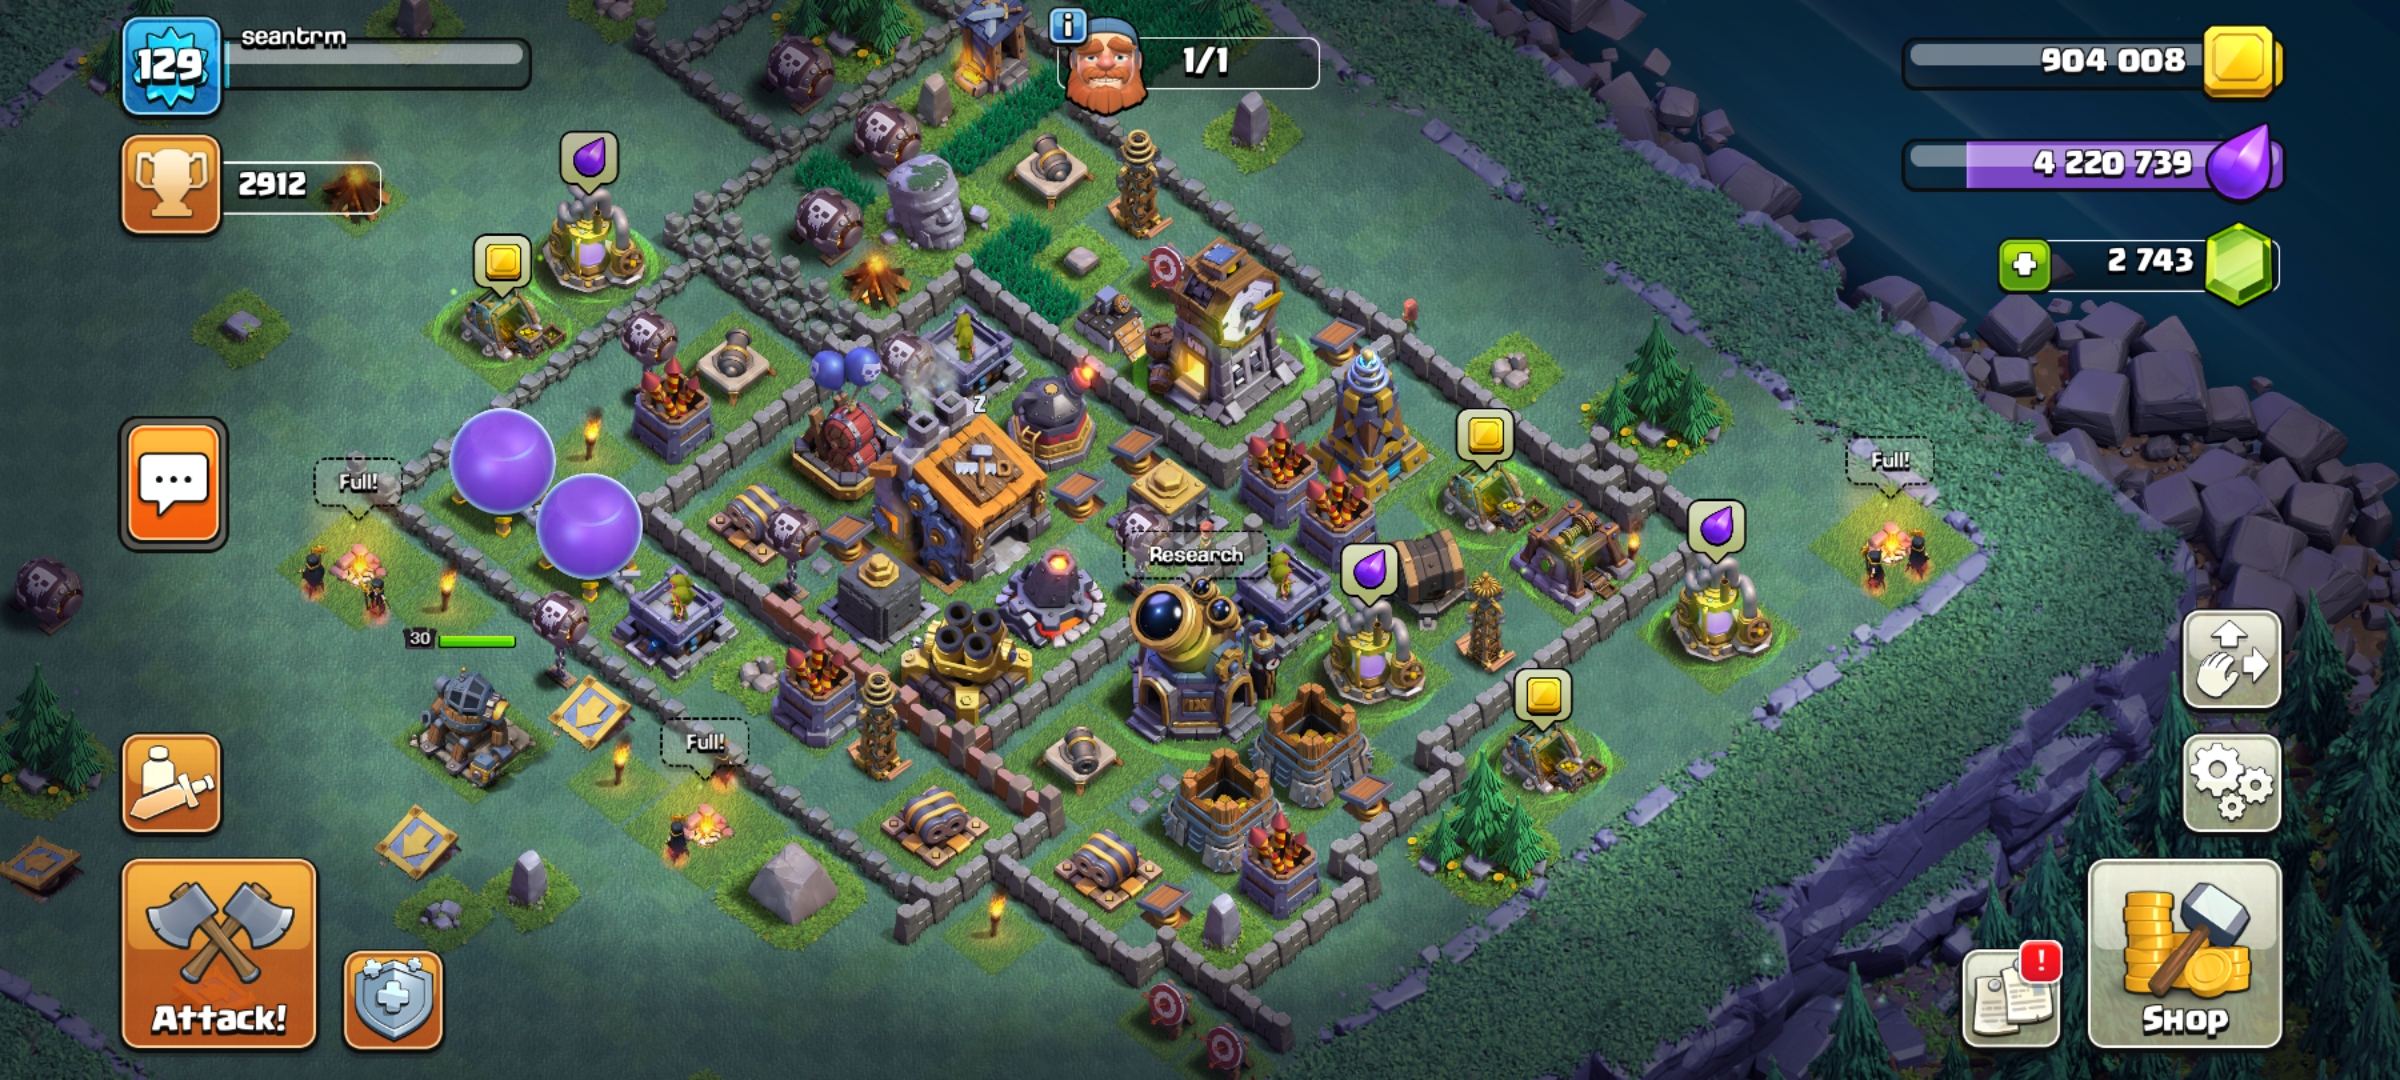 129
seantrm
1/1
904 008
2912
4 220 739
2 743
z
Full!
Full!
Research
30
Full!
Attack!
!
Shop